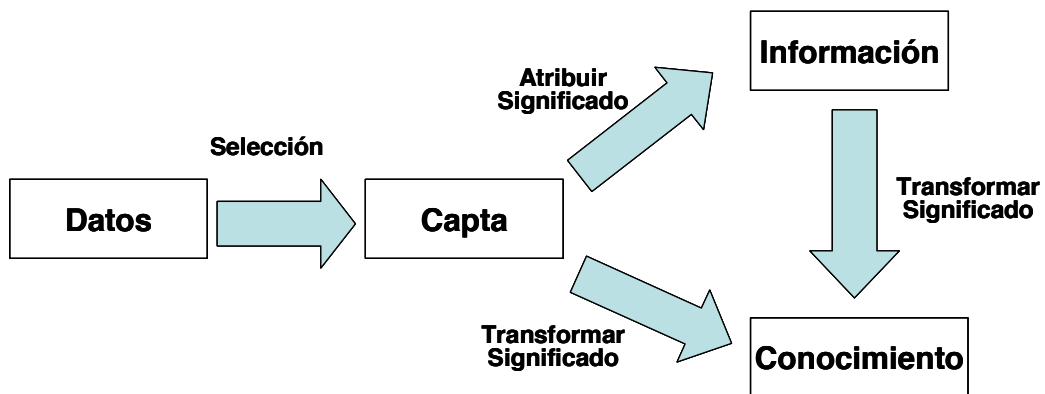 Información
Atribuir
Significado
Selección
Datos
Capta
Transformar
Significado
Transformar
Significado
Conocimiento